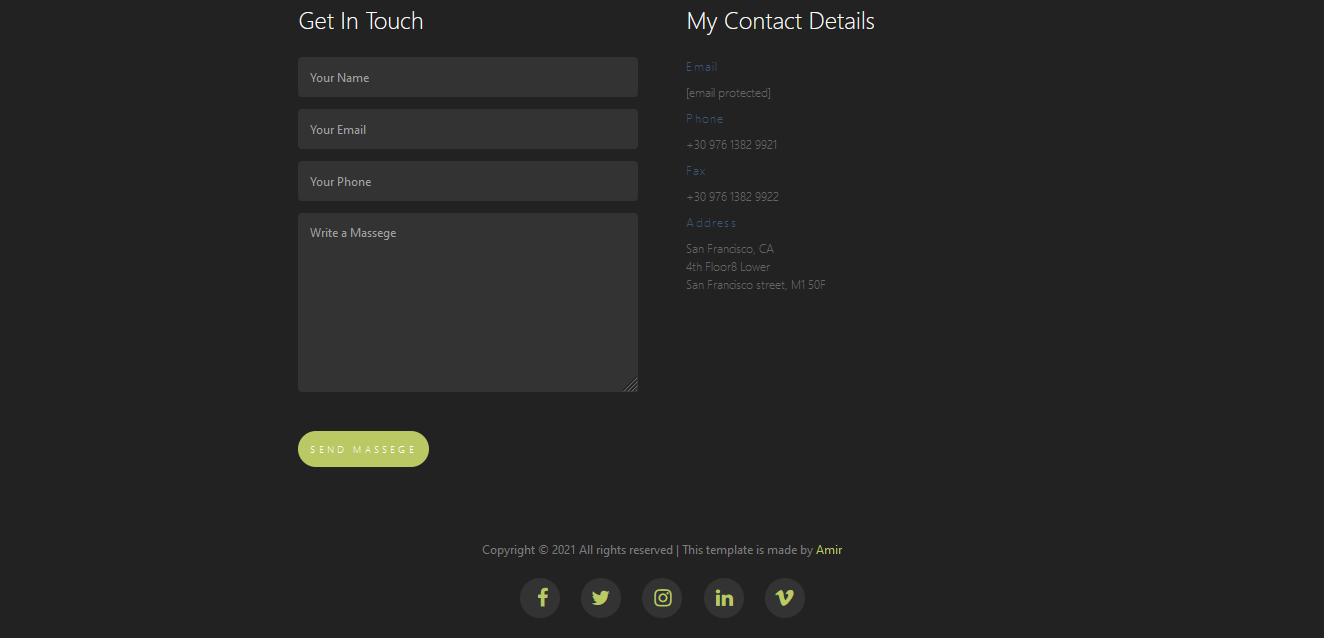 Get In Touch
Your Name
Your Email
Your Phone
Write a Massege
SEND MASSEGE
My Contact Details
Email
[email protected]
Phone
+30 976 1382 9921
Fax
+30 976 1382 9922
Address
San Francisco, CA
4th Floor8 Lower
San Francisco street, M1 50F
Copyright © 2021 All rights reserved | This template is made by Amir